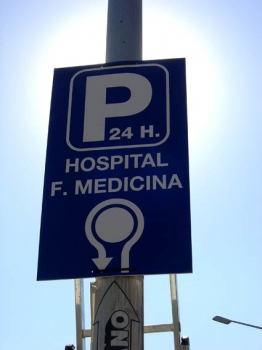 P
24 H.
HOSPITAL
F. MEDICINA